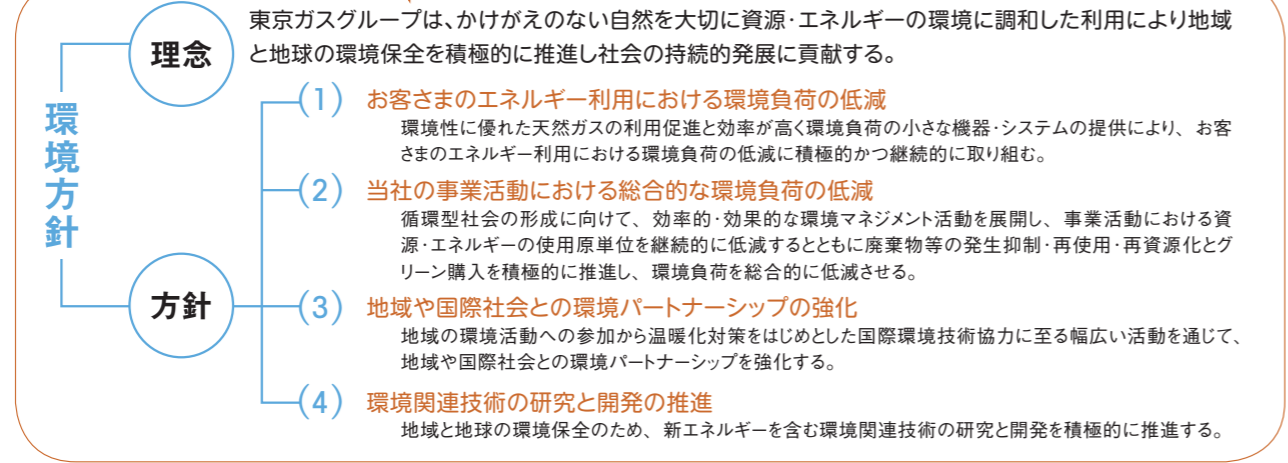 環境方針
理念
東京ガスグループは、かけがえのない自然を大切に資源・エネルギーの環境に調和した利用により地域
と地球の環境保全を積極的に推進し社会の持続的発展に貢献する。
方針
(1) お客さまのエネルギー利用における環境負荷の低減
環境性に優れた天然ガスの利用促進と効率が高く環境負荷の小さな機器・システムの提供により、お客
さまのエネルギー利用における環境負荷の低減に積極的かつ継続的に取り組む。
(2) 当社の事業活動における総合的な環境負荷の低減
循環型社会の形成に向けて、効率的・効果的な環境マネジメント活動を展開し、事業活動における資
源・エネルギーの使用原単位を継続的に低減するとともに廃棄物等の発生抑制・再使用・再資源化とグ
リーン購入を積極的に推進し、環境負荷を総合的に低減させる。
(3) 地域や国際社会との環境パートナーシップの強化
地域の環境活動への参加から温暖化対策をはじめとした国際環境技術協力に至る幅広い活動を通じて、
地域や国際社会との環境パートナーシップを強化する。
(4) 環境関連技術の研究と開発の推進
地域と地球の環境保全のため、新エネルギーを含む環境関連技術の研究と開発を積極的に推進する。